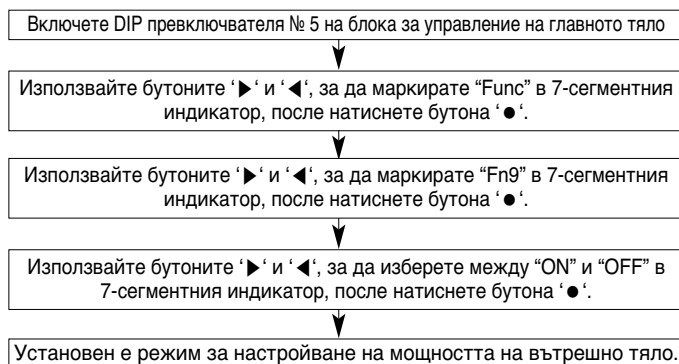 Включете DIP превключвателя № 5 на блока за управление на главното тяло
Използвайте бутоните ‘▶‘ и ‘◀‘, за да маркирате “Func” в 7-сегментния
индикатор, после натиснете бутона ‘●‘.
Използвайте бутоните ‘▶‘ и ‘◀‘, за да маркирате “Fn9” в 7-сегментния
индикатор, после натиснете бутона ‘●‘.
Използвайте бутоните ‘▶‘ и ‘◀‘, за да изберете между “ON” и “OFF” в
7-сегментния индикатор, после натиснете бутона ‘●‘.
Установен е режим за настройване на мощността на вътрешно тяло.